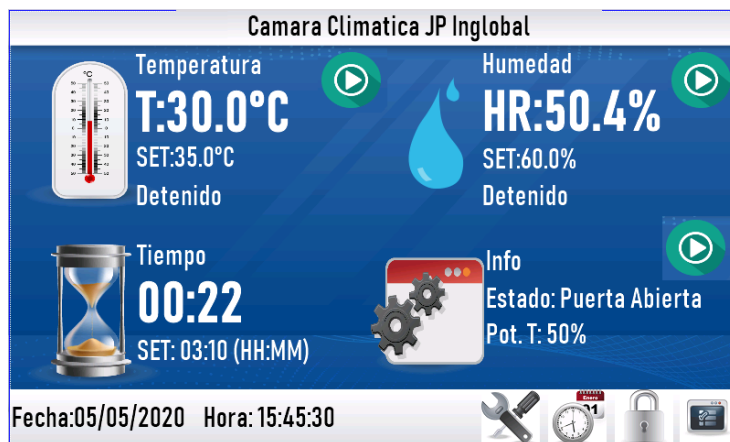 Camara Climatica JP Inglobal
Temperatura
T:30.0°C
SET:35.0°C
Detenido
Humedad
HR:50.4%
SET:60.0%
Detenido
Tiempo
00:22
SET: 03:10 (HH:MM)
Info
Estado: Puerta Abierta
Pot. T: 50%
Fecha:05/05/2020 Hora: 15:45:30
°C
Enero